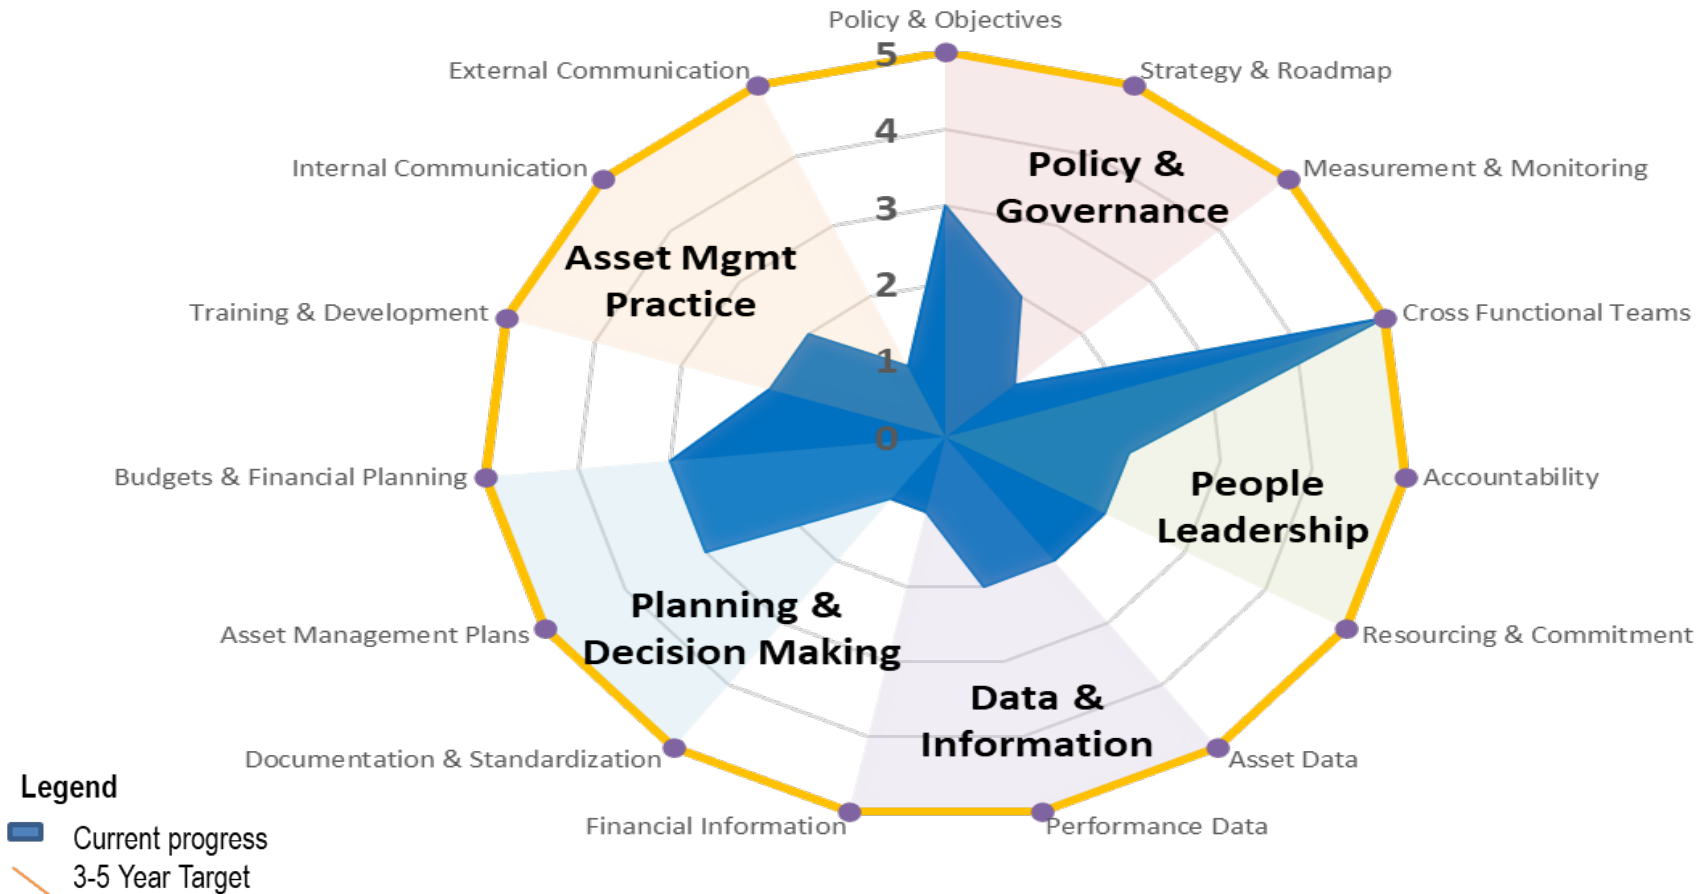 Policy & Objectives
5
External Communication
Strategy & Roadmap
4
Internal Communication
Policy &
Governance
Measurement & Monitoring
3
Asset Mgmt
Practice
2
Training & Development
Cross Functional Teams
1
0
Budgets & Financial Planning
People
Leadership
Accountability
Planning &
Decision Making
Asset Management Plans
Resourcing & Commitment
Data &
Information
Documentation & Standardization
Asset Data
Financial Information
Performance Data
Legend
Current progress
3-5 Year Target